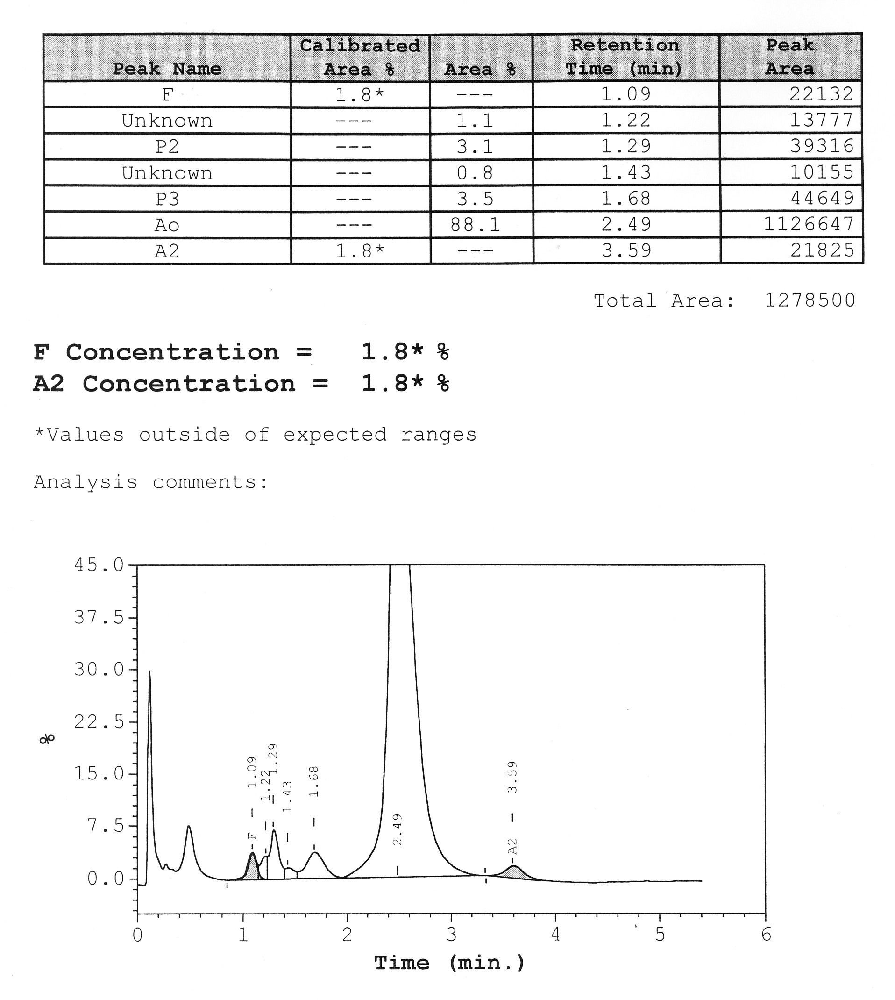 Peak Name Calibrated Area % Area % Retention Time (min) Peak Area
F 1.8* --- 1.09 22132
Unknown --- 1.1 1.22 13777
P2 --- 3.1 1.29 39316
Unknown --- 0.8 1.43 10155
P3 --- 3.5 1.68 44649
Ao --- 88.1 2.49 1126647
A2 1.8* --- 3.59 21825
Total Area: 1278500
F Concentration = 1.8* %
A2 Concentration = 1.8* %
*Values outside of expected ranges
Analysis comments:
45.0
37.5
30.0
22.5
15.0
7.5
0.0
%
F 1.09
1.22
1.29
1.43
1.68
2.49
A2 3.59
0 1 2 3 4 5 6
Time (min.)